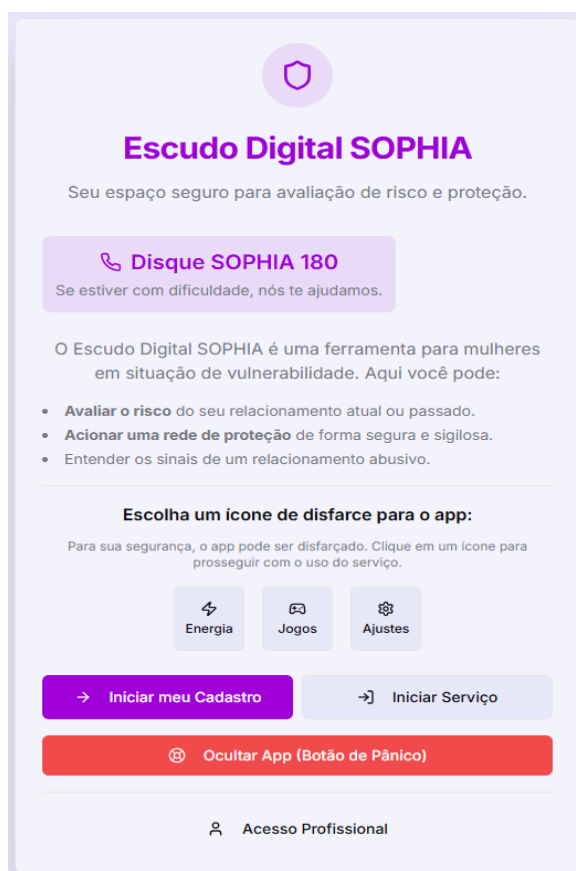 Escudo Digital SOPHIA
Seu espaço seguro para avaliação de risco e proteção.
Disque SOPHIA 180
Se estiver com dificuldade, nós te ajudamos.
O Escudo Digital SOPHIA é uma ferramenta para mulheres
em situação de vulnerabilidade. Aqui você pode:
• Avaliar o risco do seu relacionamento atual ou passado.
• Acionar uma rede de proteção de forma segura e sigilosa.
• Entender os sinais de um relacionamento abusivo.
Escolha um ícone de disfarce para o app:
Para sua segurança, o app pode ser disfarçado. Clique em um ícone para
prosseguir com o uso do serviço.
Energia
Jogos
Ajustes
Iniciar meu Cadastro
Iniciar Serviço
Ocultar App (Botão de Pânico)
Acesso Profissional